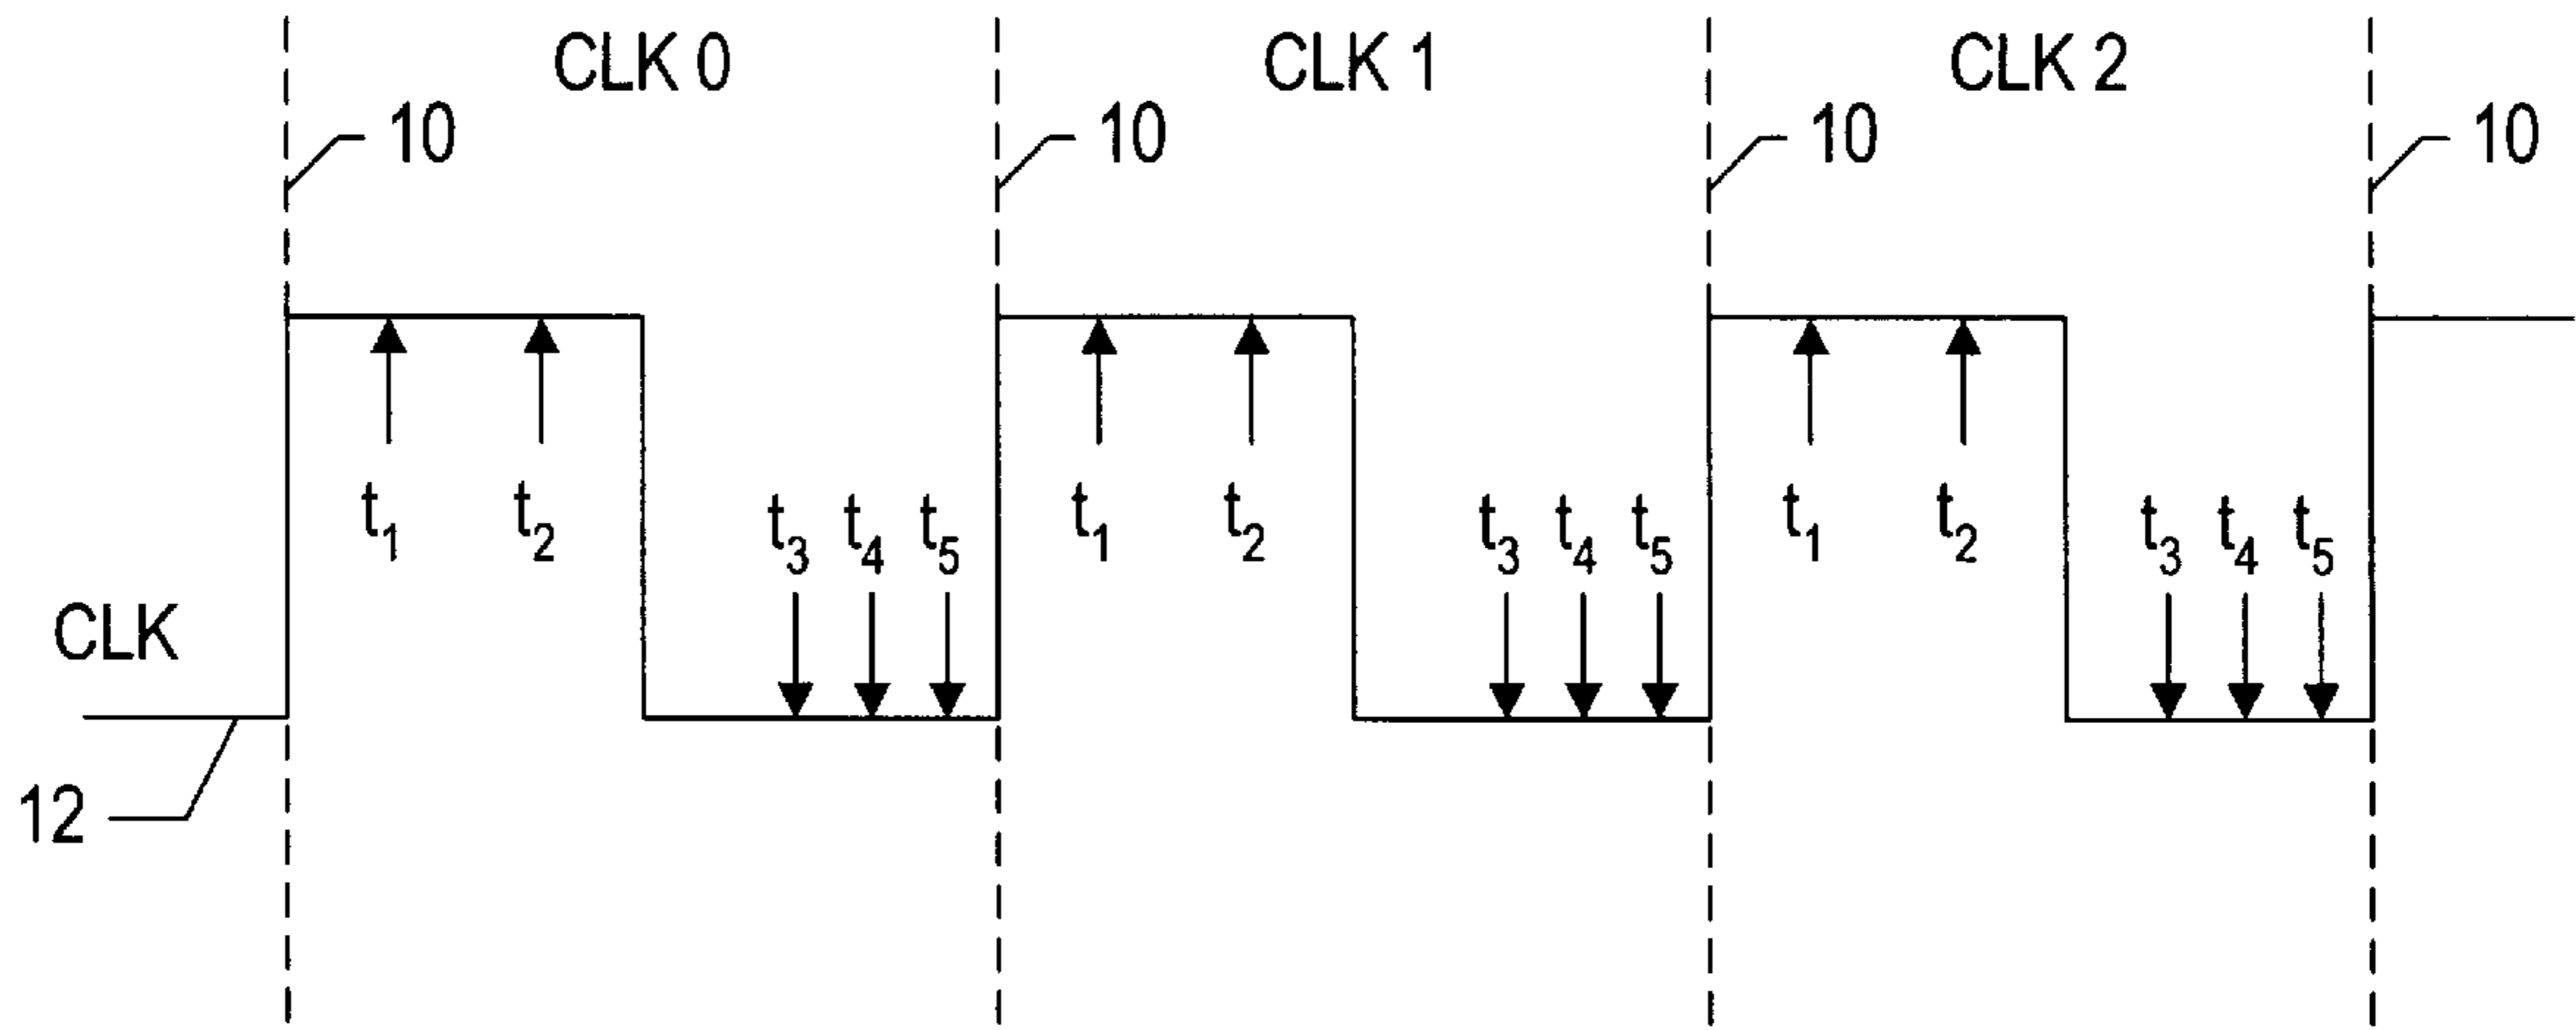 CLK 0 CLK 1 CLK 2
10 10 10 10
t₁ t₂ t₃ t₄ t₅ t₁ t₂ t₃ t₄ t₅ t₁ t₂ t₃ t₄ t₅
CLK
12